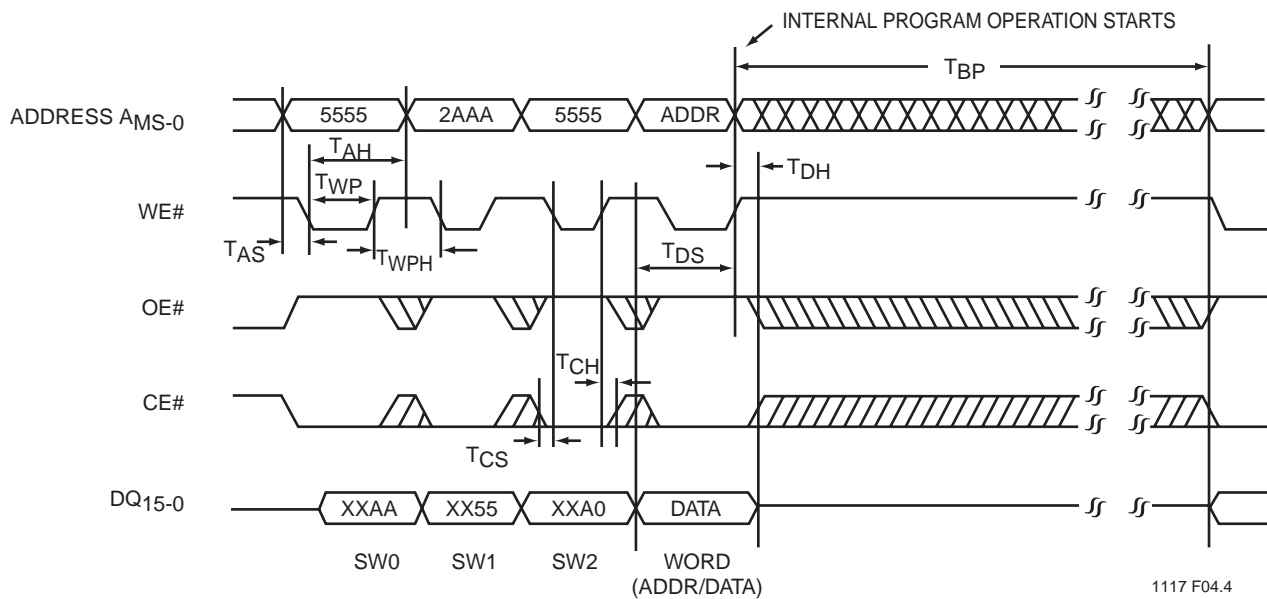 INTERNAL PROGRAM OPERATION STARTS
TBP
ADDRESS AMS-0
5555 2AAA 5555 ADDR
TAH
TDH
TWP
WE#
TAS
TWPH
TDS
OE#
TCH
CE#
TCS
DQ15-0
XXAA XX55 XXA0 DATA
SW0 SW1 SW2 WORD
(ADDR/DATA)
1117 F04.4